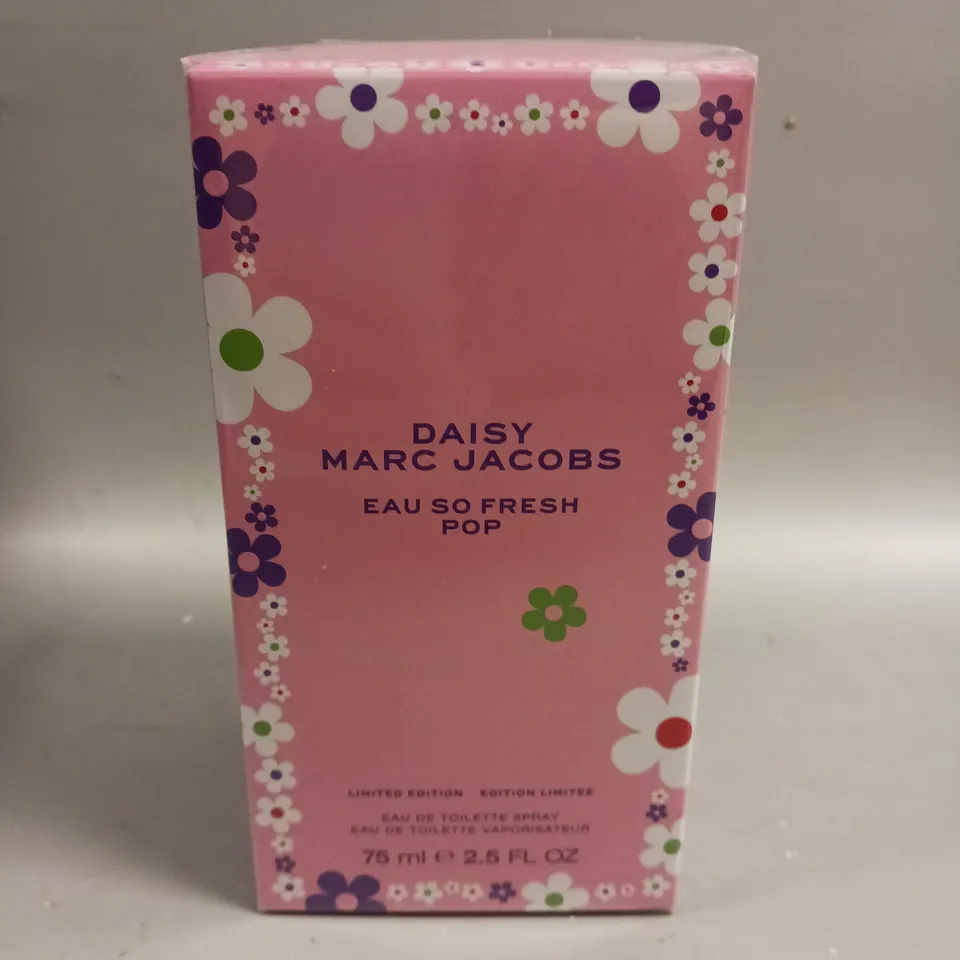 DAISY
MARC JACOBS
EAU SO FRESH
POP
LIMITED EDITION EDITION LIMITEE
EAU DE TOILETTE SPRAY
EAU DE TOILETTE VAPORISATEUR
75 ml ℮ 2.5 FL OZ